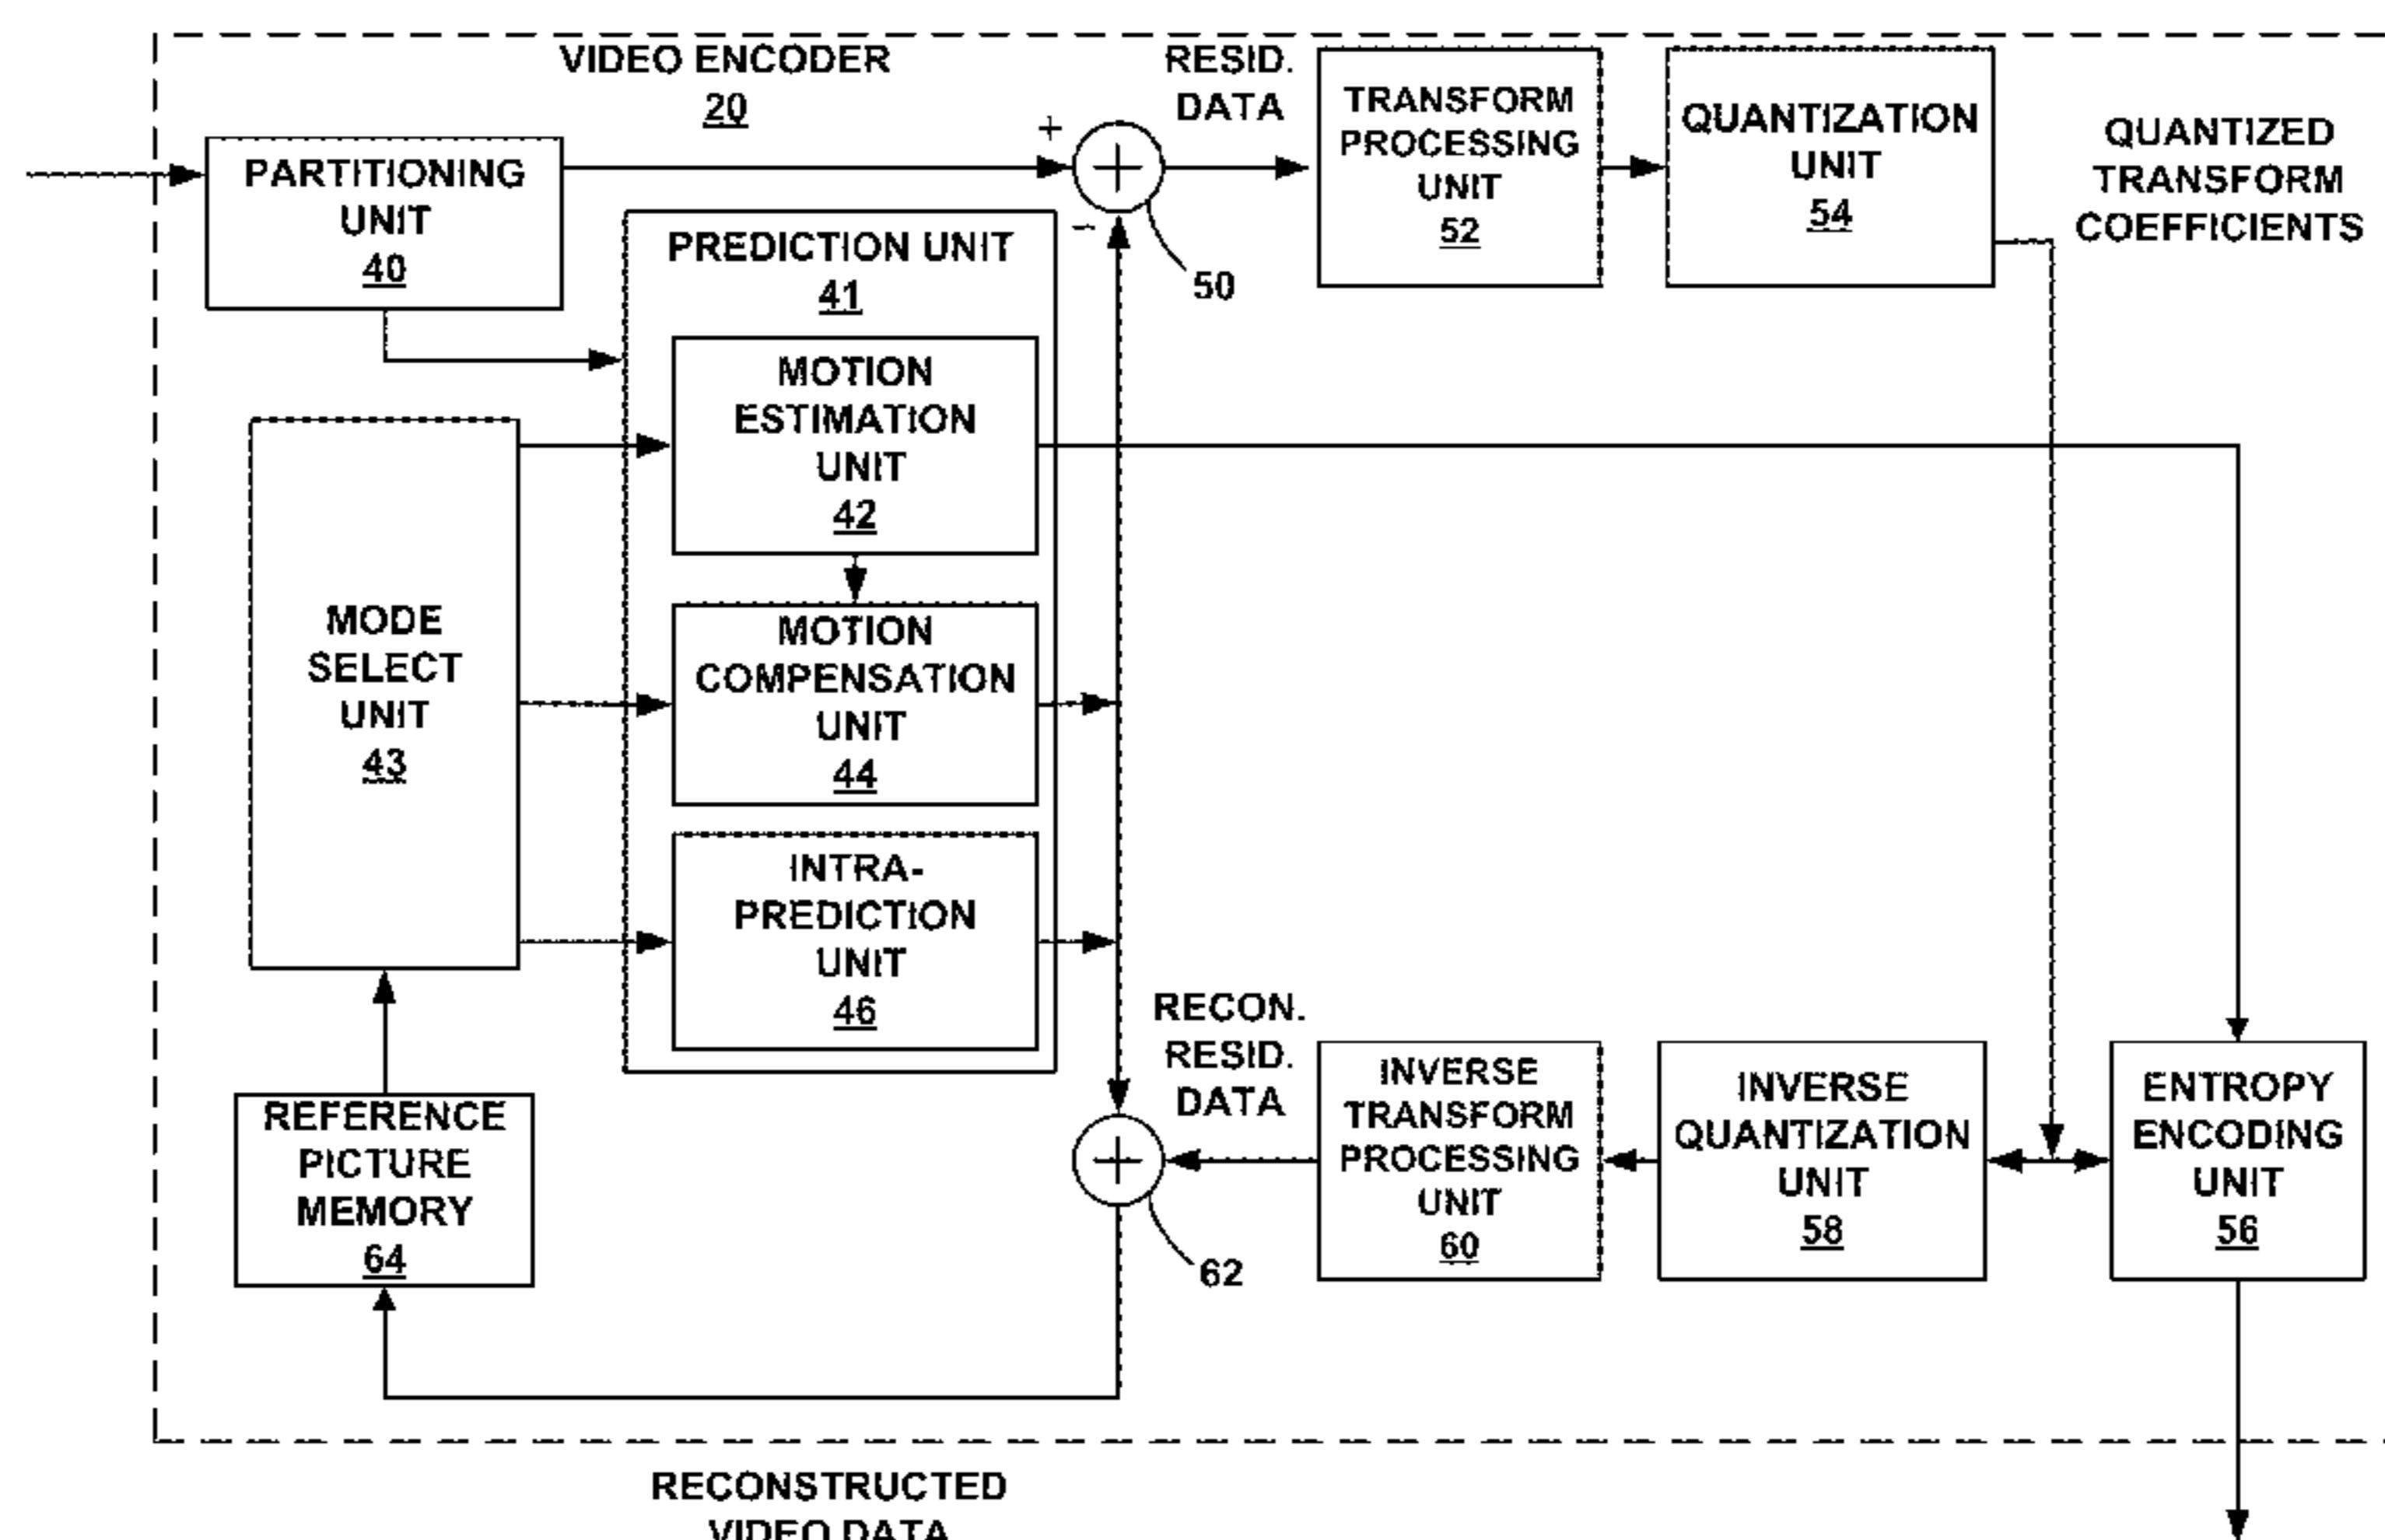 VIDEO ENCODER
20
RESID.
DATA
PARTITIONING
UNIT
40
+
−
50
TRANSFORM
PROCESSING
UNIT
52
QUANTIZATION
UNIT
54
QUANTIZED
TRANSFORM
COEFFICIENTS
PREDICTION UNIT
41
MOTION
ESTIMATION
UNIT
42
MODE
SELECT
UNIT
43
MOTION
COMPENSATION
UNIT
44
INTRA-
PREDICTION
UNIT
46
REFERENCE
PICTURE
MEMORY
64
RECON.
RESID.
DATA
62
INVERSE
TRANSFORM
PROCESSING
UNIT
60
INVERSE
QUANTIZATION
UNIT
58
ENTROPY
ENCODING
UNIT
56
RECONSTRUCTED
VIDEO DATA